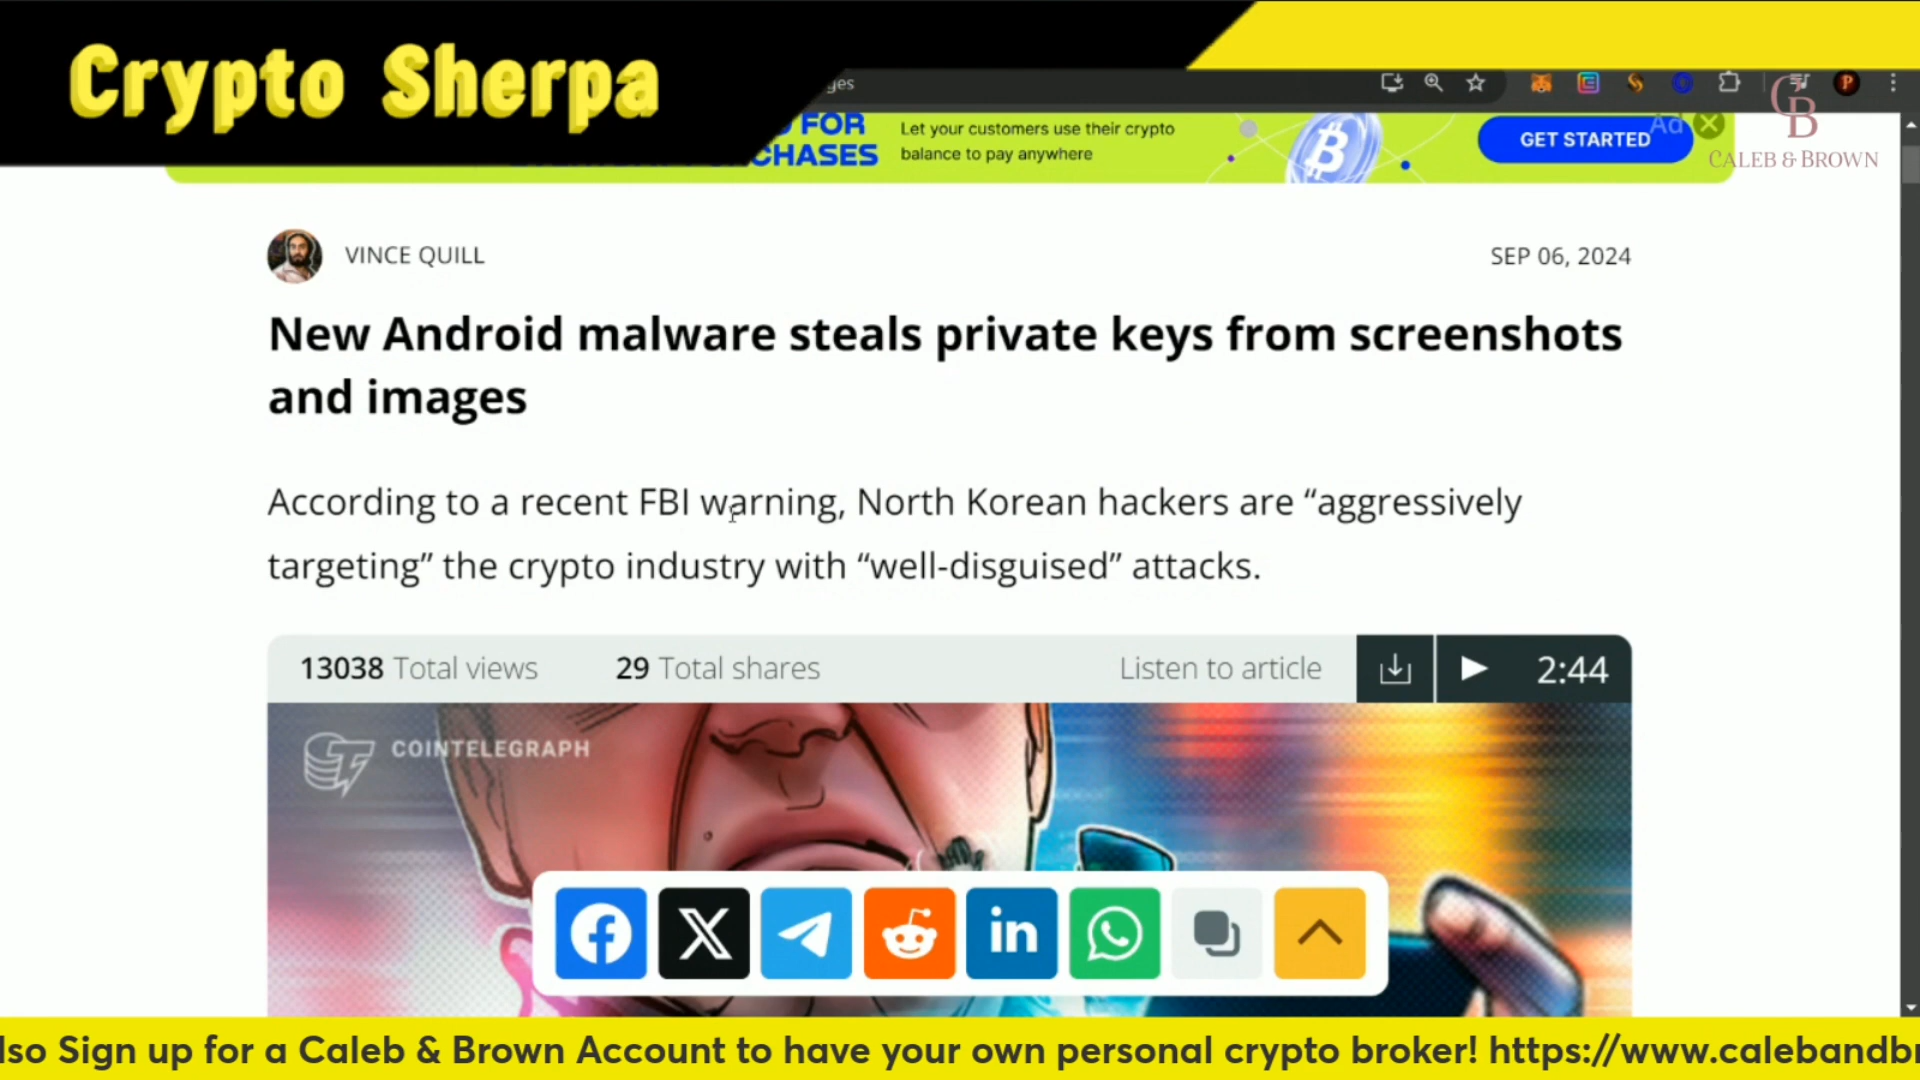 Crypto Sherpa
ges
FOR
CHASES
Let your customers use their crypto
balance to pay anywhere
GET STARTED
Ad
CB
CALEB & BROWN
VINCE QUILL
SEP 06, 2024
New Android malware steals private keys from screenshots
and images
According to a recent FBI warning, North Korean hackers are “aggressively
targeting” the crypto industry with “well-disguised” attacks.
13038 Total views
29 Total shares
Listen to article
2:44
COINTELEGRAPH
lso Sign up for a Caleb & Brown Account to have your own personal crypto broker! https://www.calebandbr